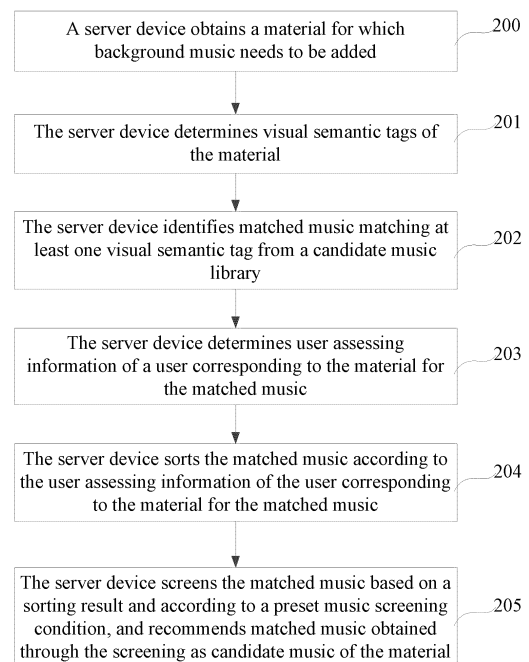 A server device obtains a material for which
background music needs to be added
200
The server device determines visual semantic tags of
the material
201
The server device identifies matched music matching at
least one visual semantic tag from a candidate music
library
202
The server device determines user assessing
information of a user corresponding to the material for
the matched music
203
The server device sorts the matched music according to
the user assessing information of the user corresponding
to the material for the matched music
204
The server device screens the matched music based on a
sorting result and according to a preset music screening
condition, and recommends matched music obtained
through the screening as candidate music of the material
205